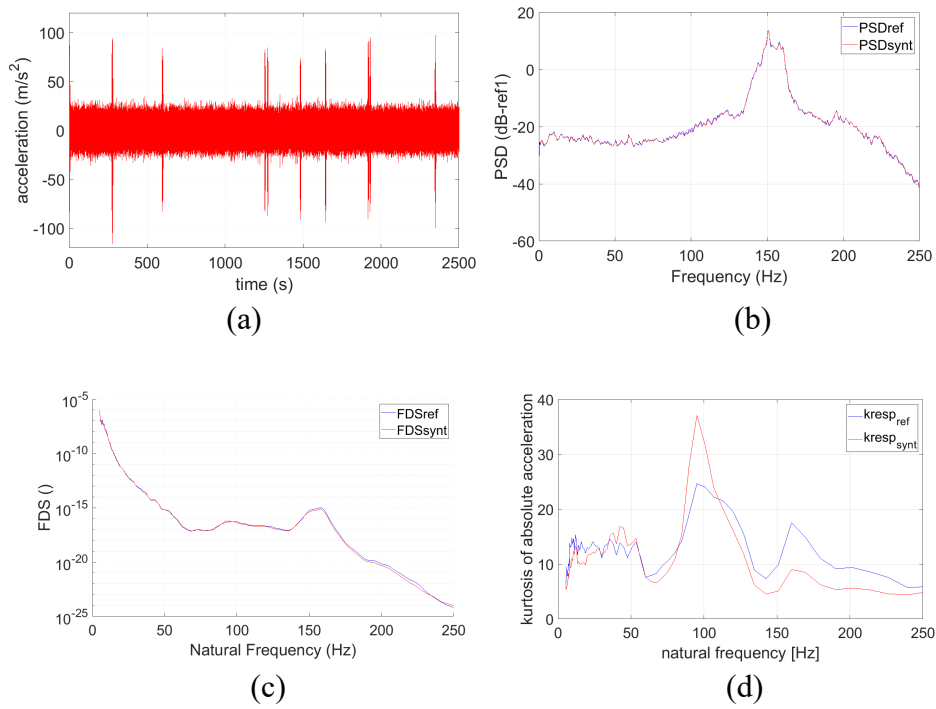 100
50
0
-50
-100
acceleration (m/s²)
0 500 1000 1500 2000 2500
time (s)
(a)
20
0
-20
-40
-60
PSD (dB-ref1)
PSDref
PSDsynt
0 50 100 150 200 250
Frequency (Hz)
(b)
10⁻⁵
10⁻¹⁰
10⁻¹⁵
10⁻²⁰
10⁻²⁵
FDS ()
FDSref
FDSsynt
0 50 100 150 200 250
Natural Frequency (Hz)
(c)
40
30
20
10
0
kurtosis of absolute acceleration
kresp_ref
kresp_synt
0 50 100 150 200 250
natural frequency [Hz]
(d)